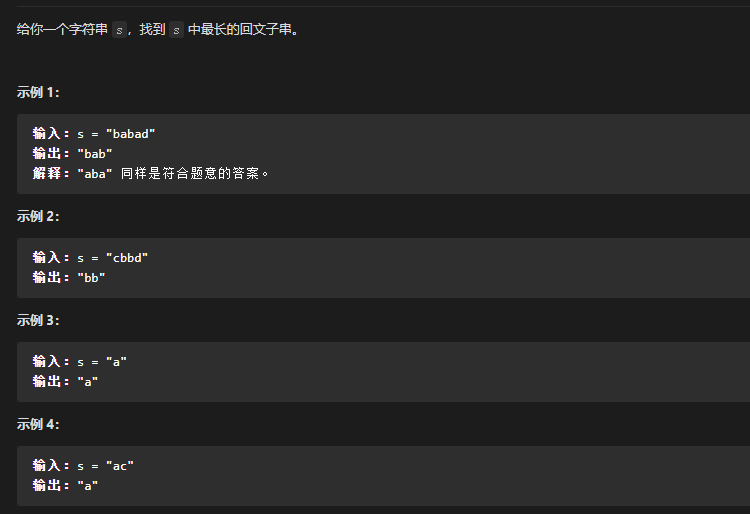 给你一个字符串 s，找到 s 中最长的回文子串。
示例 1：
输入：s = "babad"
输出："bab"
解释："aba" 同样是符合题意的答案。
示例 2：
输入：s = "cbbd"
输出："bb"
示例 3：
输入：s = "a"
输出："a"
示例 4：
输入：s = "ac"
输出："a"